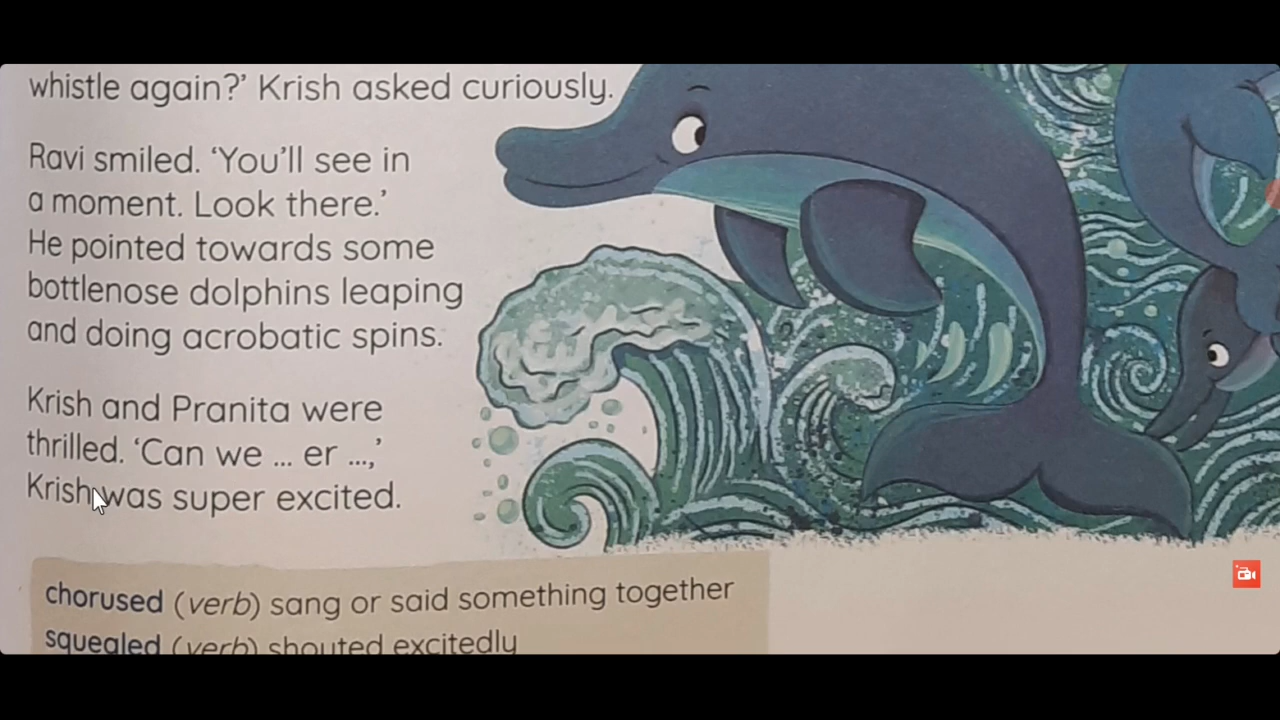 whistle again?’ Krish asked curiously.
Ravi smiled. ‘You’ll see in
a moment. Look there.’
He pointed towards some
bottlenose dolphins leaping
and doing acrobatic spins.
Krish and Pranita were
thrilled. ‘Can we ... er ...,’
Krish was super excited.
chorused (verb) sang or said something together
squealed (verb) shouted excitedly